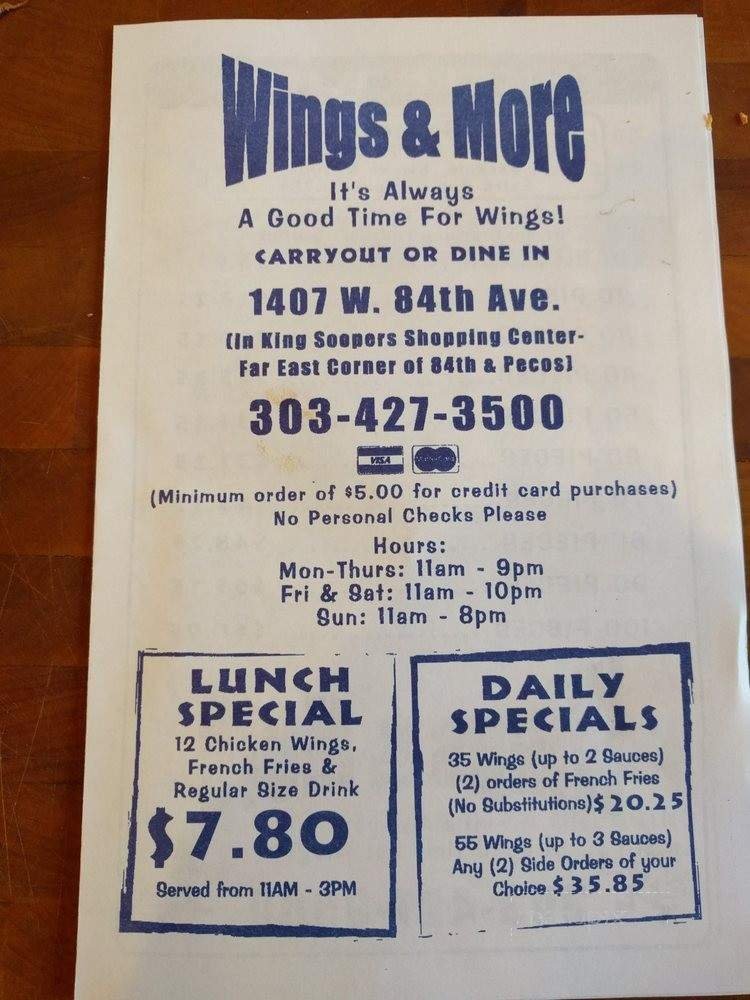 Wings & More
It's Always
A Good Time For Wings!
CARRYOUT OR DINE IN
1407 W. 84th Ave.
(In King Soopers Shopping Center-
Far East Corner of 84th & Pecos)
303-427-3500
VISA MasterCard
(Minimum order of $5.00 for credit card purchases)
No Personal Checks Please
Hours:
Mon-Thurs: 11am - 9pm
Fri & Sat: 11am - 10pm
Sun: 11am - 8pm
LUNCH
SPECIAL
12 Chicken Wings,
French Fries &
Regular Size Drink
$7.80
Served from 11AM - 3PM
DAILY
SPECIALS
35 Wings (up to 2 Sauces)
(2) orders of French Fries
(No Substitutions)$20.25
55 Wings (up to 3 Sauces)
Any (2) Side Orders of your
Choice $35.85